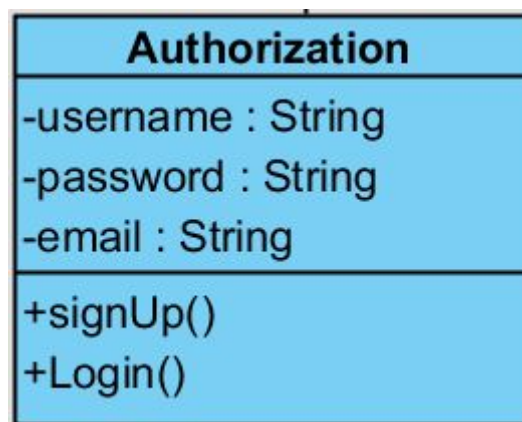 Authorization
-username : String
-password : String
-email : String
+signUp()
+Login()